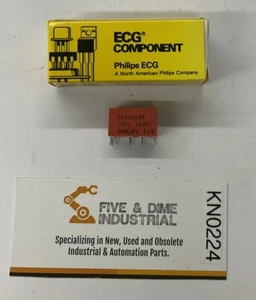 ECG®
COMPONENT
Philips ECG
A North American Philips Company
PHILIPS ECG
FIVE & DIME
INDUSTRIAL
Specializing in New, Used and Obsolete
Industrial & Automation Parts.
KN0224